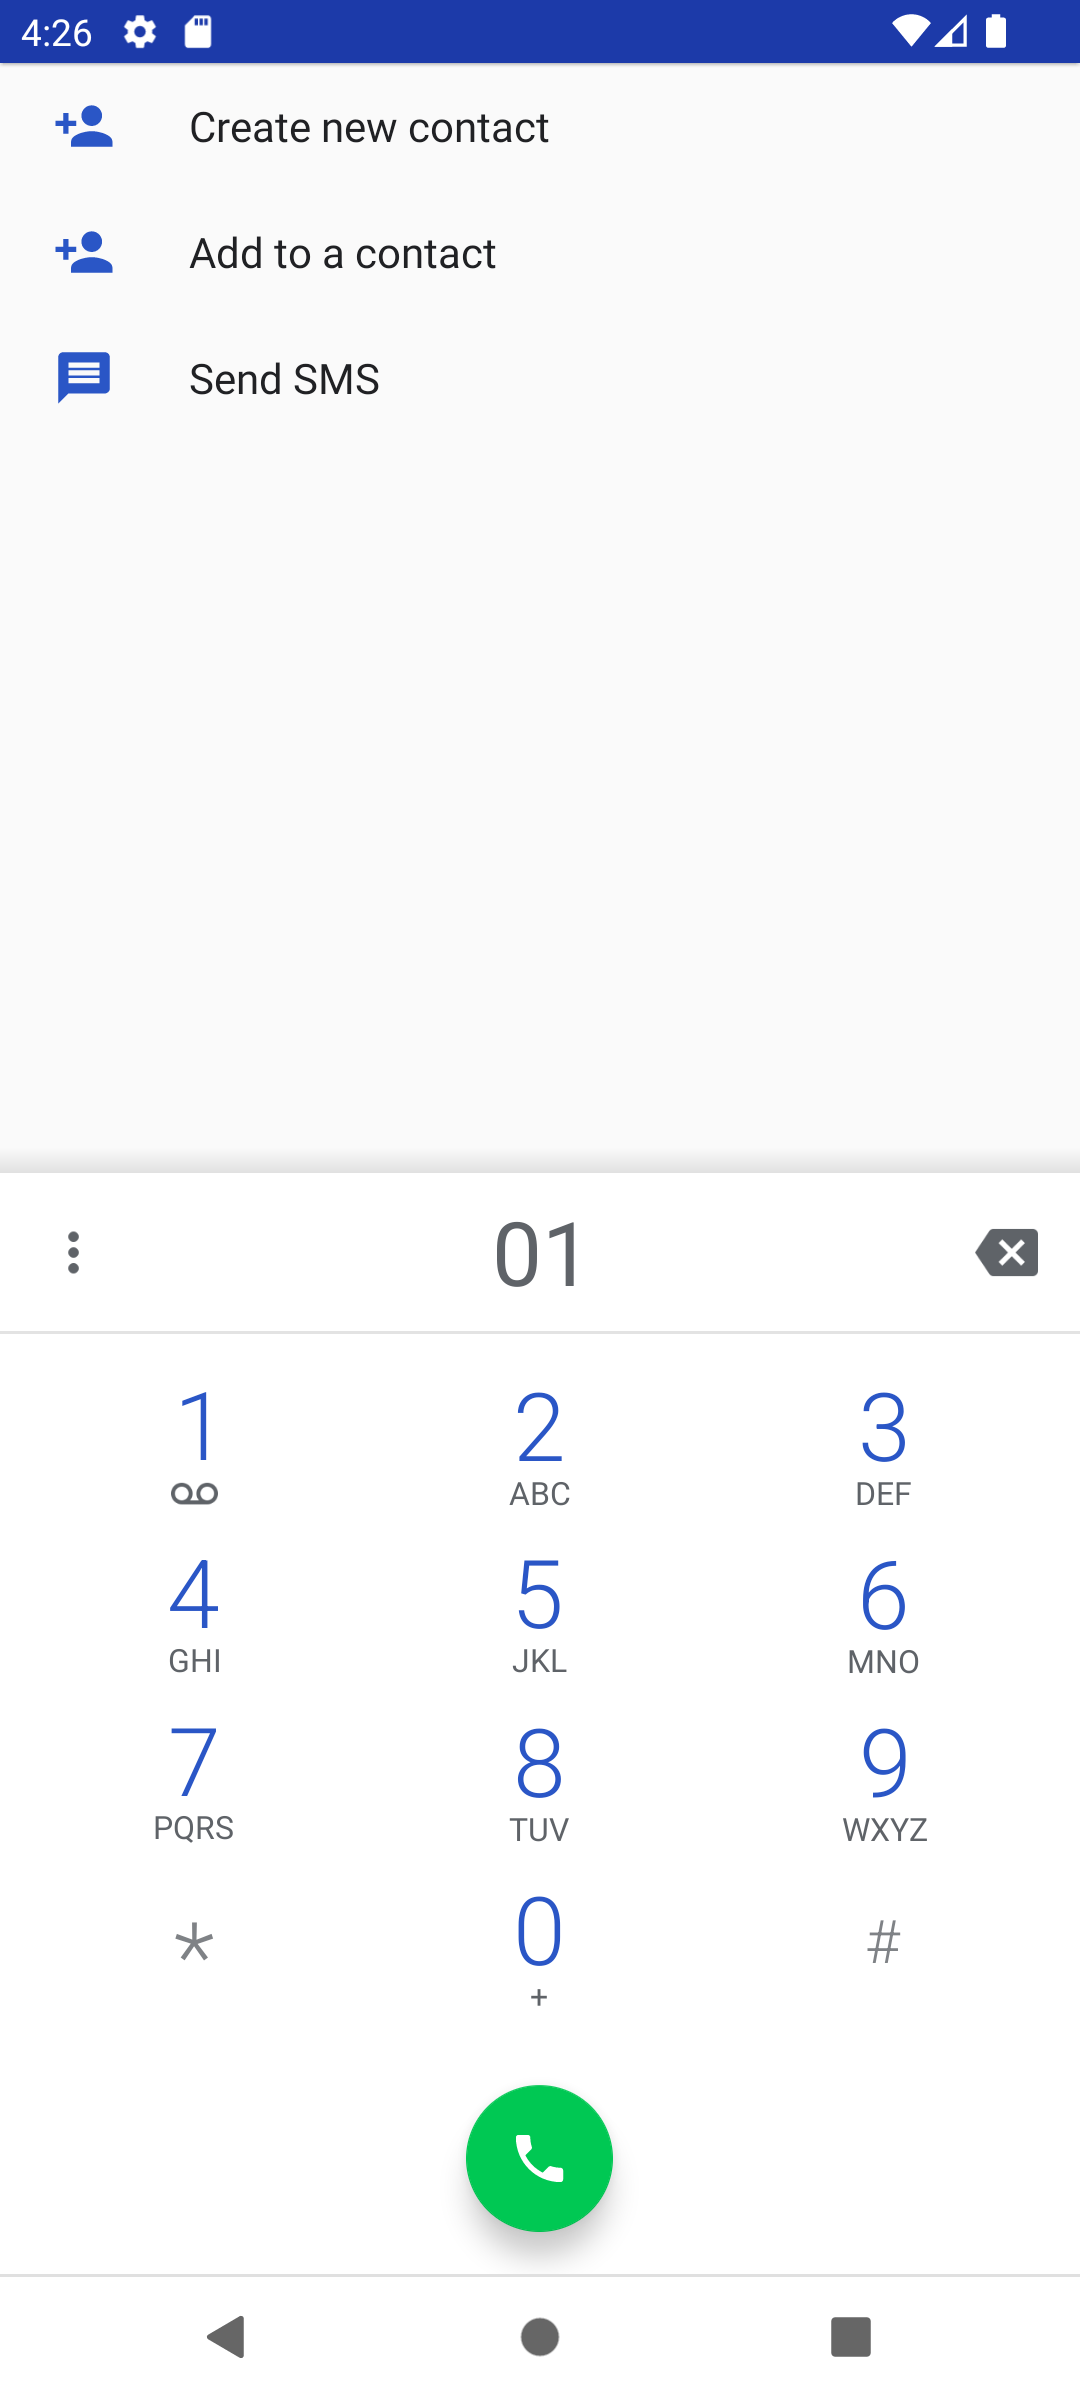 4:26
Create new contact
Add to a contact
Send SMS
01
1 2 3
ABC DEF
4 5 6
GHI JKL MNO
7 8 9
PQRS TUV WXYZ
* 0 #
+